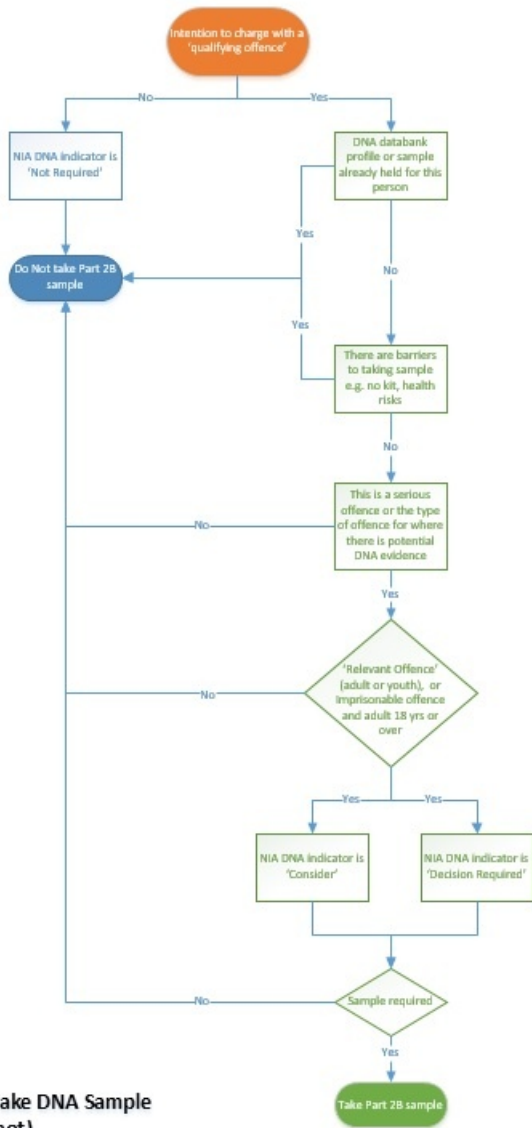 Intention to charge with a
'qualifying offence'
No
Yes
NIA DNA indicator is
'Not Required'
DNA databank
profile or sample
already held for this
person
Yes
Do Not take Part 2B
sample
No
Yes
There are barriers
to taking sample
e.g. no kit, health
risks
No
This is a serious
offence or the type
of offence for where
there is potential
DNA evidence
No
Yes
'Relevant Offence'
(adult or youth), or
imprisonable offence
and adult 18 yrs or
over
No
Yes
Yes
NIA DNA indicator is
'Consider'
NIA DNA indicator is
'Decision Required'
Sample required
No
Yes
ake DNA Sample
Take Part 2B sample